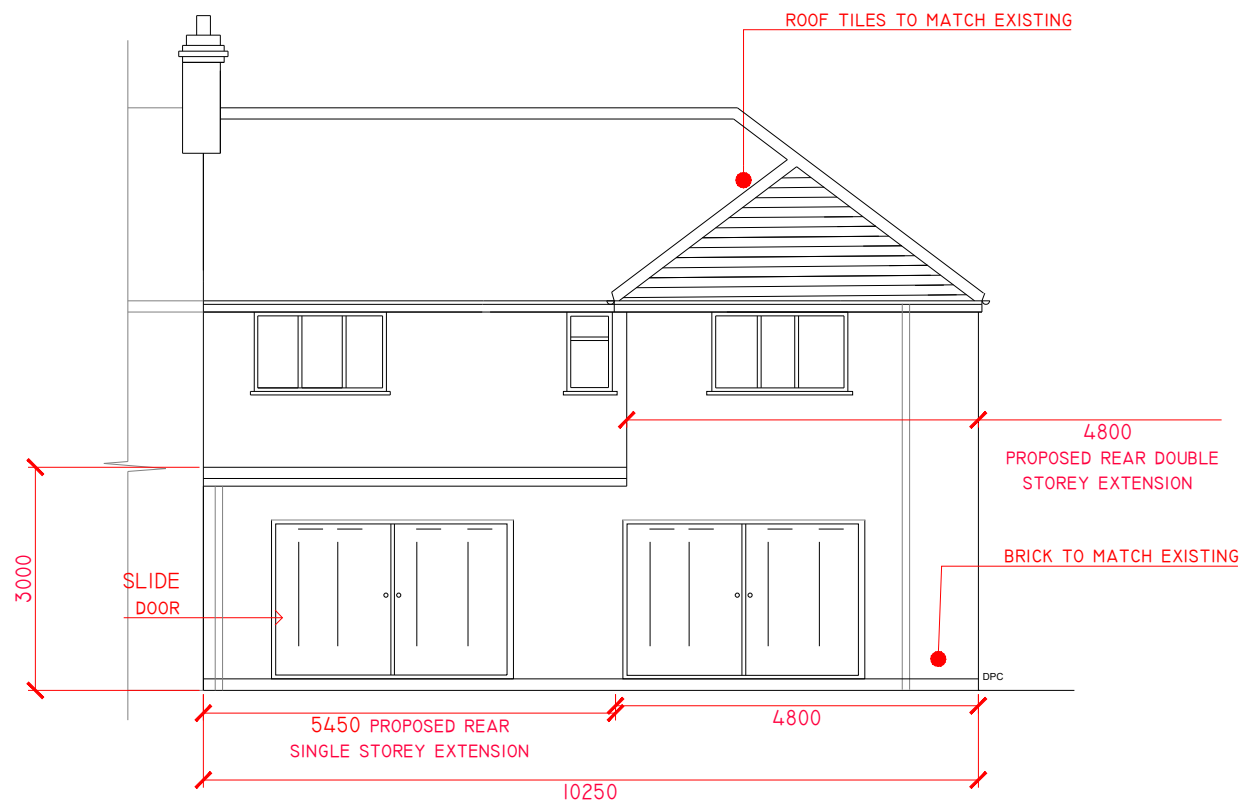 ROOF TILES TO MATCH EXISTING
4800
PROPOSED REAR DOUBLE
STOREY EXTENSION
3000
SLIDE
DOOR
BRICK TO MATCH EXISTING
DPC
5450 PROPOSED REAR
SINGLE STOREY EXTENSION
4800
10250